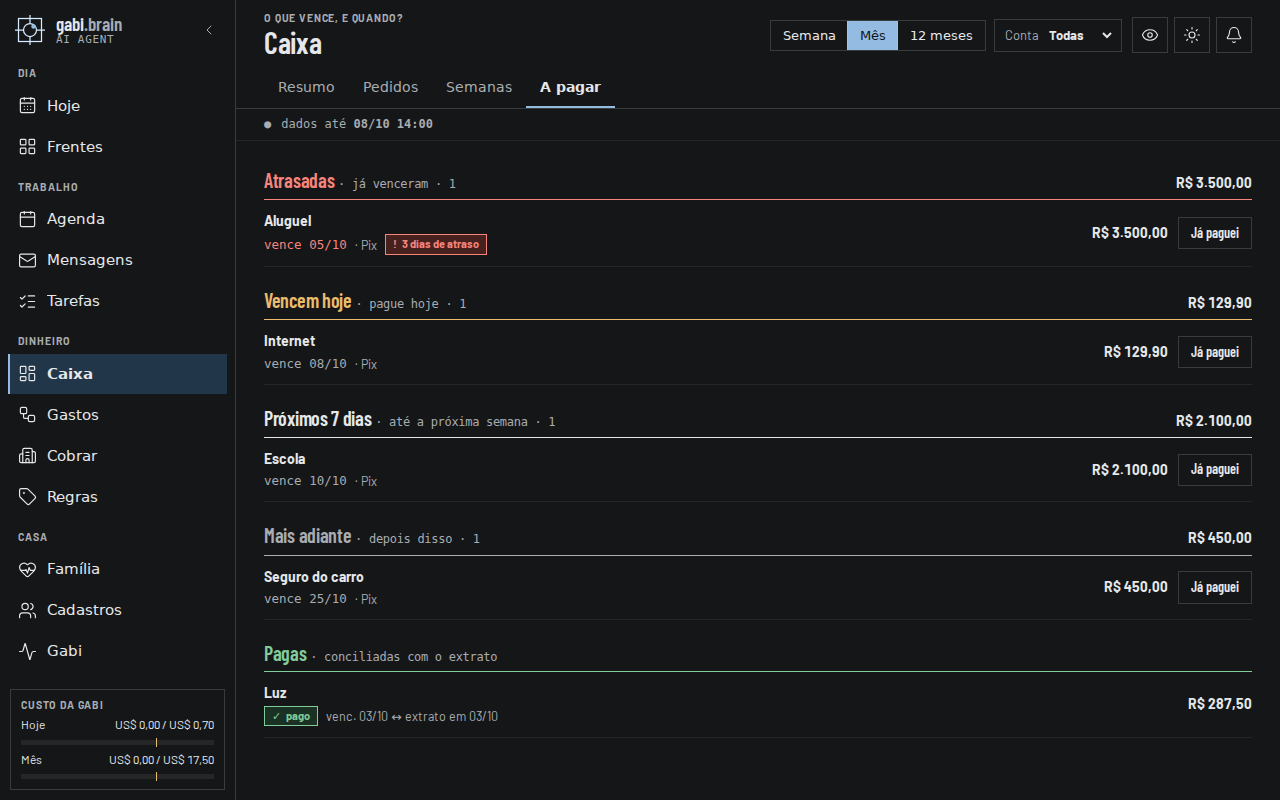 gabi.brain
AI AGENT
DIA
Hoje
Frentes
TRABALHO
Agenda
Mensagens
Tarefas
DINHEIRO
Caixa
Gastos
Cobrar
Regras
CASA
Família
Cadastros
Gabi
CUSTO DA GABI
Hoje US$ 0,00 / US$ 0,70
Mês US$ 0,00 / US$ 17,50
O QUE VENCE, E QUANDO?
Caixa
Semana Mês 12 meses
Conta Todas
Resumo Pedidos Semanas A pagar
● dados até 08/10 14:00
Atrasadas · já venceram · 1 R$ 3.500,00
Aluguel
vence 05/10 · Pix ! 3 dias de atraso
R$ 3.500,00 Já paguei
Vencem hoje · pague hoje · 1 R$ 129,90
Internet
vence 08/10 · Pix
R$ 129,90 Já paguei
Próximos 7 dias · até a próxima semana · 1 R$ 2.100,00
Escola
vence 10/10 · Pix
R$ 2.100,00 Já paguei
Mais adiante · depois disso · 1 R$ 450,00
Seguro do carro
vence 25/10 · Pix
R$ 450,00 Já paguei
Pagas · conciliadas com o extrato
Luz
✓ pago venc. 03/10 ↔ extrato em 03/10
R$ 287,50